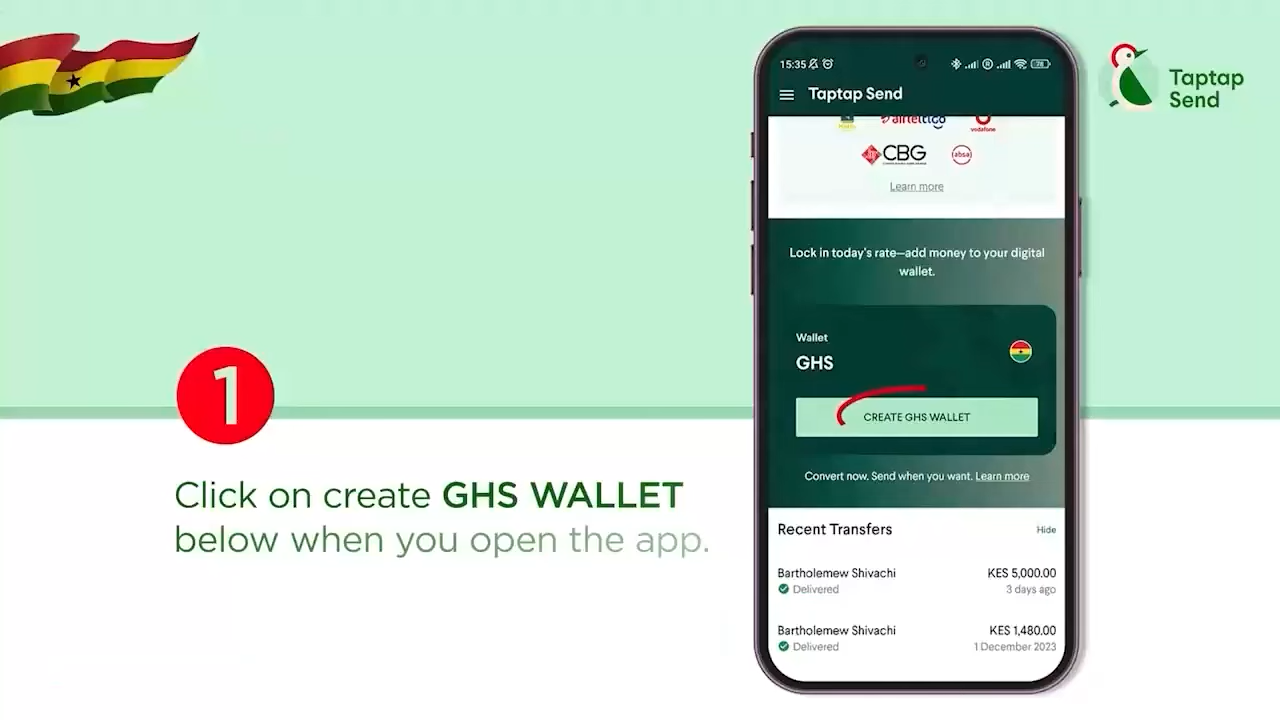 Taptap
Send
15:35
78
Taptap Send
airteltigo
vodafone
CBG
absa
Learn more
Lock in today's rate—add money to your digital
wallet.
Wallet
GHS
CREATE GHS WALLET
Convert now. Send when you want. Learn more
Recent Transfers
Hide
Bartholemew Shivachi
KES 5,000.00
Delivered
3 days ago
Bartholemew Shivachi
KES 1,480.00
Delivered
1 December 2023
1
Click on create GHS WALLET
below when you open the app.